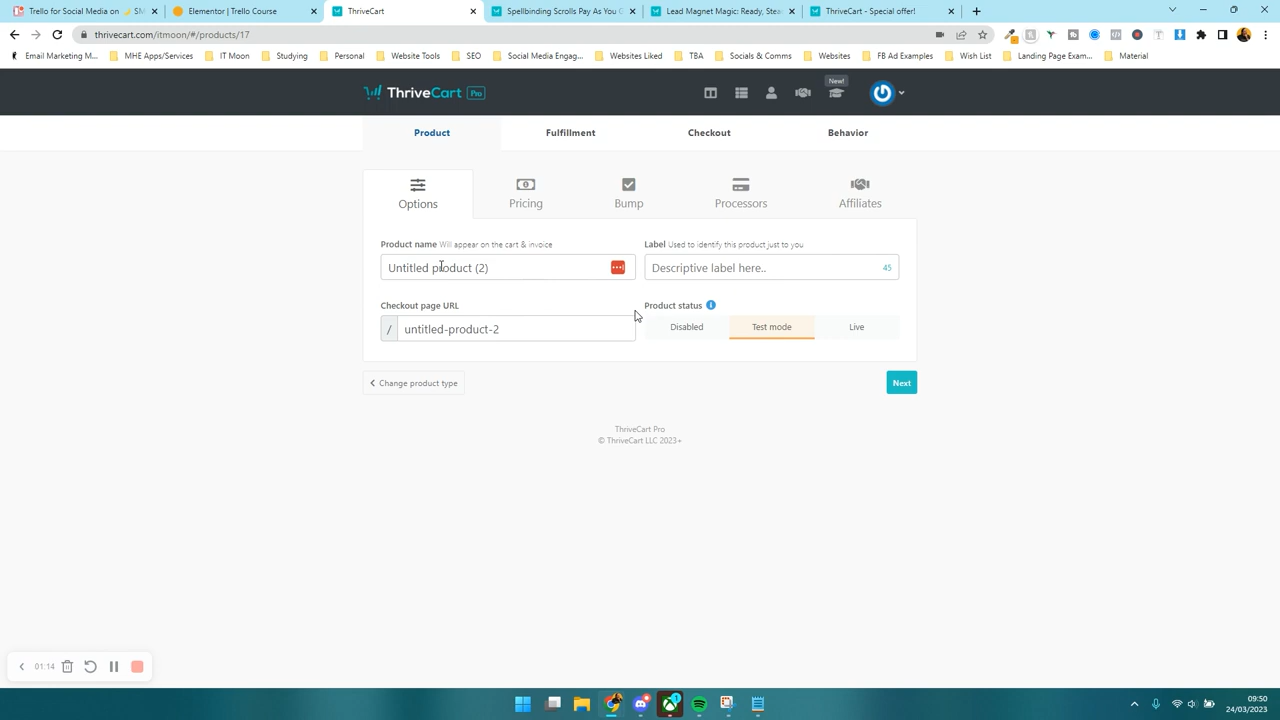 Trello for Social Media on
SM
Elementor | Trello Course
ThriveCart
Spellbinding Scrolls Pay As You
Lead Magnet Magic: Ready, Stea
ThriveCart - Special offer!
thrivecart.com/itmoon/#/products/17
Email Marketing M...
MHE Apps/Services
IT Moon
Studying
Personal
Website Tools
SEO
Social Media Engag...
Websites Liked
TBA
Socials & Comms
Websites
FB Ad Examples
Wish List
Landing Page Exam...
Material
ThriveCart Pro
New!
Product
Fulfillment
Checkout
Behavior
Options
Pricing
Bump
Processors
Affiliates
Product name Will appear on the cart & invoice
Label Used to identify this product just to you
Untitled product (2)
Descriptive label here..
45
Checkout page URL
Product status
/ untitled-product-2
Disabled
Test mode
Live
Change product type
Next
ThriveCart Pro
© ThriveCart LLC 2023+
01:14
09:50
24/03/2023